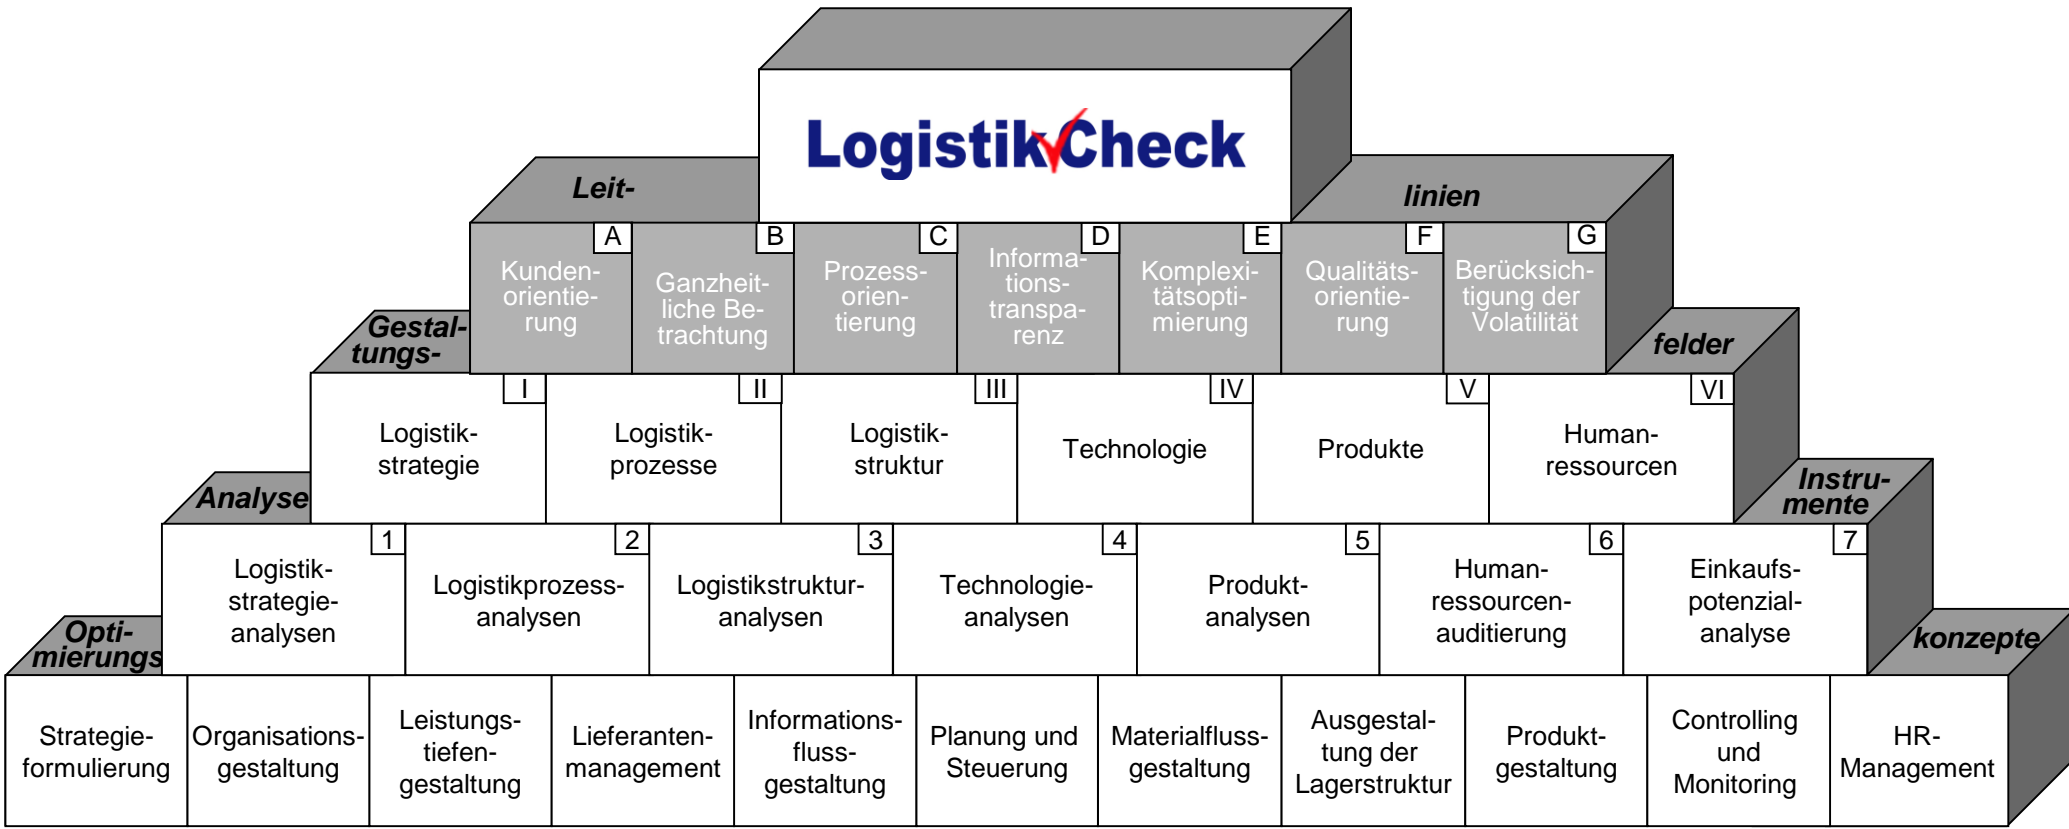 LogistikCheck
Leit-
linien
A
Kunden-
orientie-
rung
B
Ganzheit-
liche Be-
trachtung
C
Prozess-
orien-
tierung
D
Informa-
tions-
transpa-
renz
E
Komplexi-
tätsopti-
mierung
F
Qualitäts-
orientie-
rung
G
Berücksich-
tigung der
Volatilität
Gestal-
tungs-
felder
I
Logistik-
strategie
II
Logistik-
prozesse
III
Logistik-
struktur
IV
Technologie
V
Produkte
VI
Human-
ressourcen
Analyse
Instru-
mente
1
Logistik-
strategie-
analysen
2
Logistikprozess-
analysen
3
Logistikstruktur-
analysen
4
Technologie-
analysen
5
Produkt-
analysen
6
Human-
ressourcen-
auditierung
7
Einkaufs-
potenzial-
analyse
Opti-
mierungs
konzepte
Strategie-
formulierung
Organisations-
gestaltung
Leistungs-
tiefen-
gestaltung
Lieferanten-
management
Informations-
fluss-
gestaltung
Planung und
Steuerung
Materialfluss-
gestaltung
Ausgestal-
tung der
Lagerstruktur
Produkt-
gestaltung
Controlling
und
Monitoring
HR-
Management